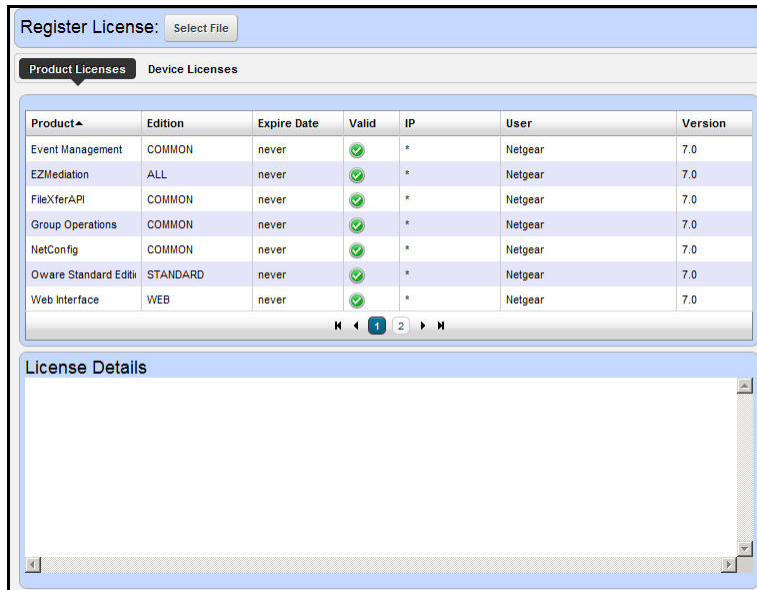 Register License: Select File
Product Licenses Device Licenses
Product Edition Expire Date Valid IP User Version
Event Management COMMON never * Netgear 7.0
EZMediation ALL never * Netgear 7.0
FileXferAPI COMMON never * Netgear 7.0
Group Operations COMMON never * Netgear 7.0
NetConfig COMMON never * Netgear 7.0
Oware Standard Editi STANDARD never * Netgear 7.0
Web Interface WEB never * Netgear 7.0
1 2
License Details